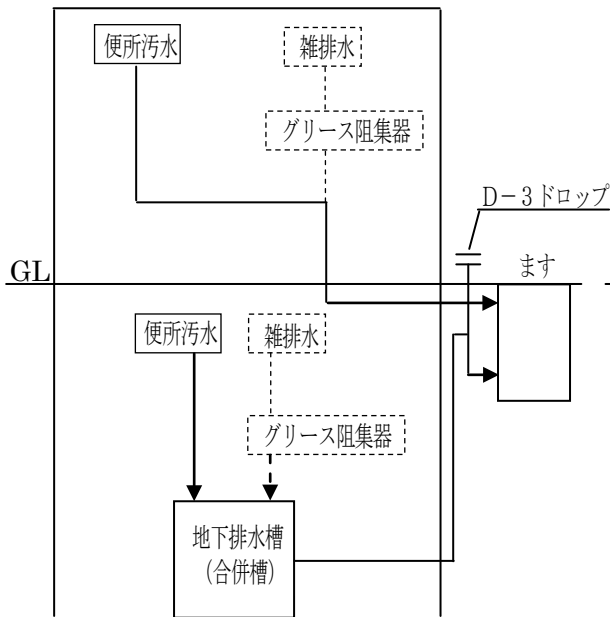 便所汚水
雑排水
グリース阻集器
D-3ドロップ
GL
ます
便所汚水
雑排水
グリース阻集器
地下排水槽
(合併槽)